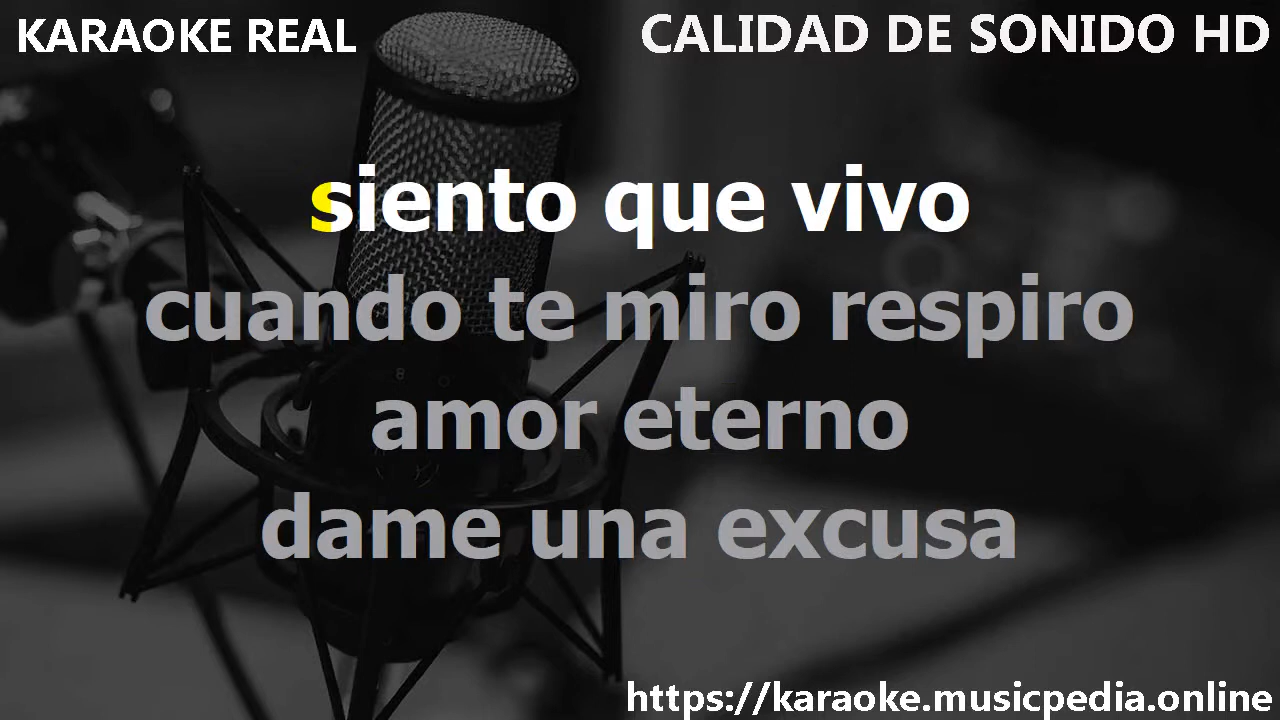 KARAOKE REAL
CALIDAD DE SONIDO HD
siento que vivo
cuando te miro respiro
amor eterno
dame una excusa
https://karaoke.musicpedia.online